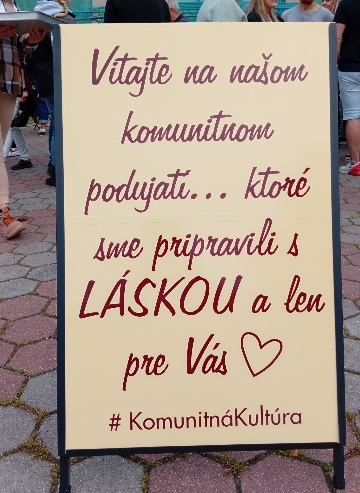 Vitajte na našom
komunitnom
podujatí... ktoré
sme pripravili s
LÁSKOU a len
pre Vás ♡
# KomunitnáKultúra